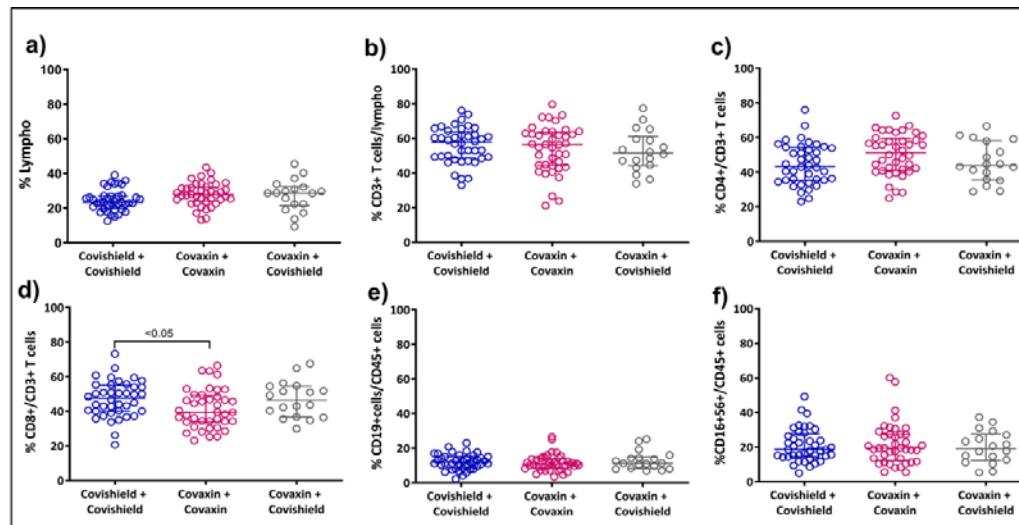 a)
% Lympho
100
80
60
40
20
0
Covishield + Covishield
Covaxin + Covaxin
Covaxin + Covishield
b)
% CD3+ T cells/lympho
100
80
60
40
20
0
Covishield + Covishield
Covaxin + Covaxin
Covaxin + Covishield
c)
% CD4+/CD3+ T cells
100
80
60
40
20
0
Covishield + Covishield
Covaxin + Covaxin
Covaxin + Covishield
d)
% CD8+/CD3+ T cells
100
80
60
40
20
0
<0.05
Covishield + Covishield
Covaxin + Covaxin
Covaxin + Covishield
e)
% CD19+cells/CD45+ cells
100
80
60
40
20
0
Covishield + Covishield
Covaxin + Covaxin
Covaxin + Covishield
f)
%CD16+56+/CD45+ cells
100
80
60
40
20
0
Covishield + Covishield
Covaxin + Covaxin
Covaxin + Covishield